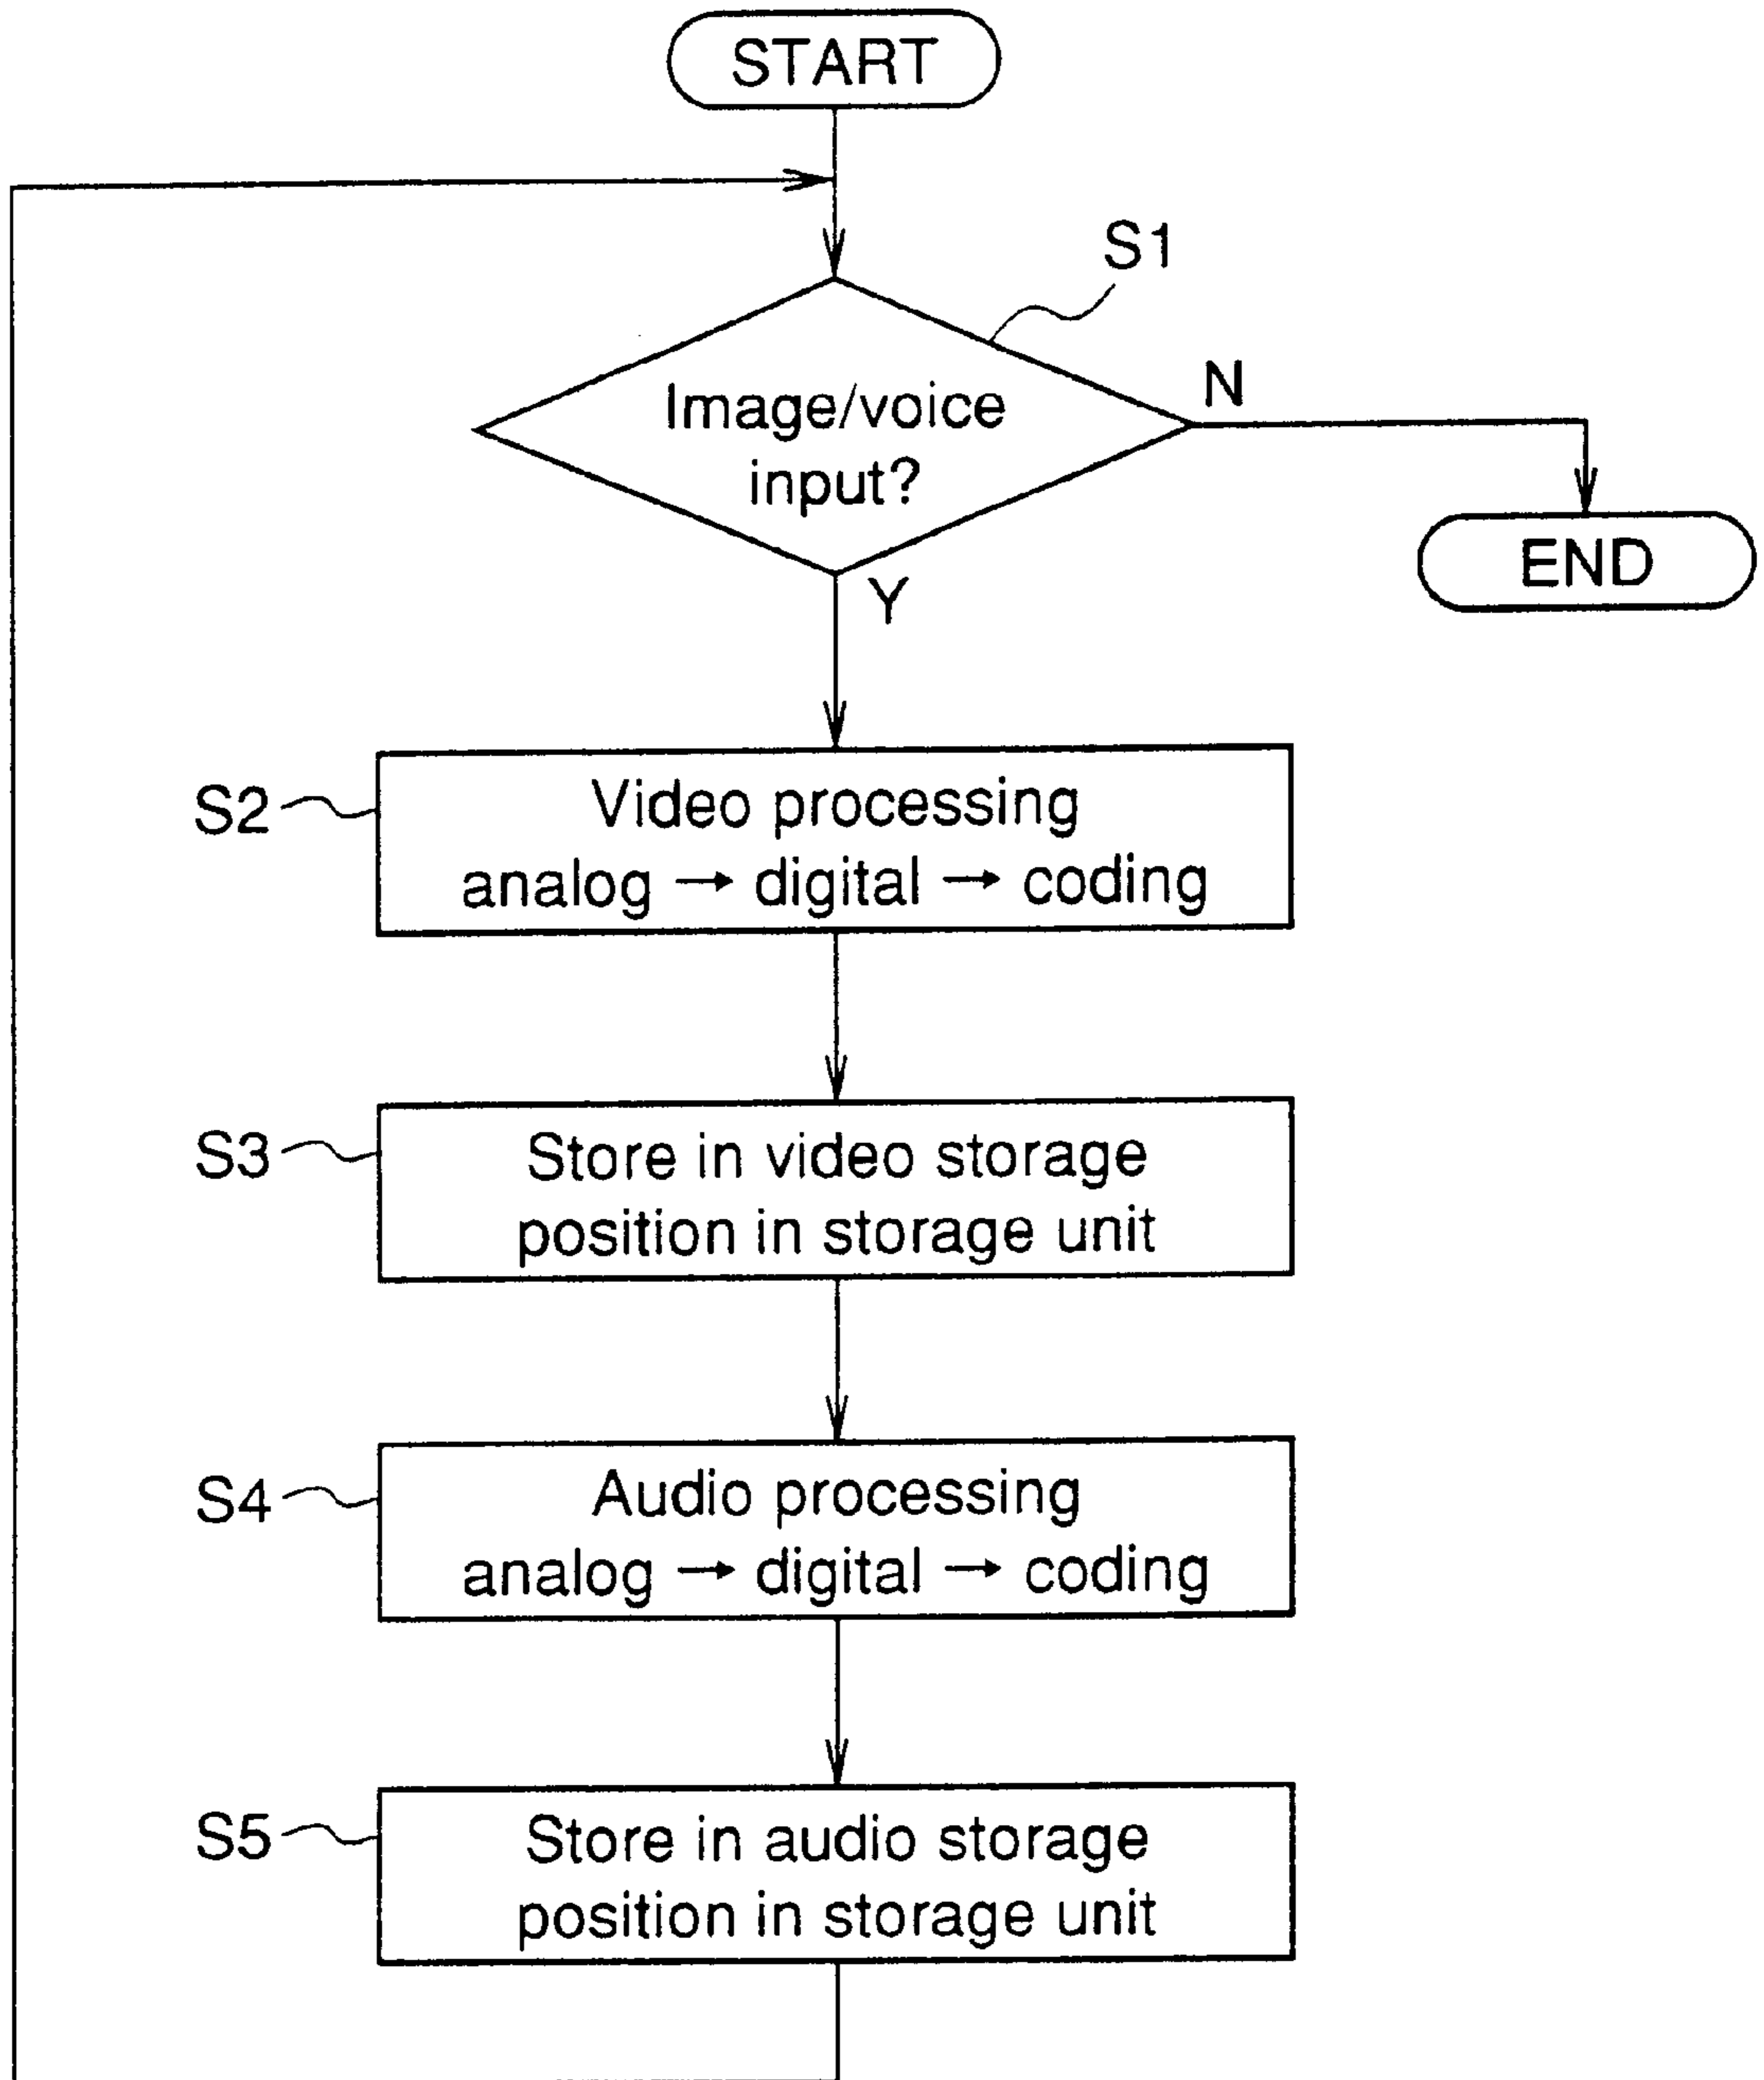 START
S1
Image/voice
input?
N
END
Y
S2
Video processing
analog → digital → coding
S3
Store in video storage
position in storage unit
S4
Audio processing
analog → digital → coding
S5
Store in audio storage
position in storage unit